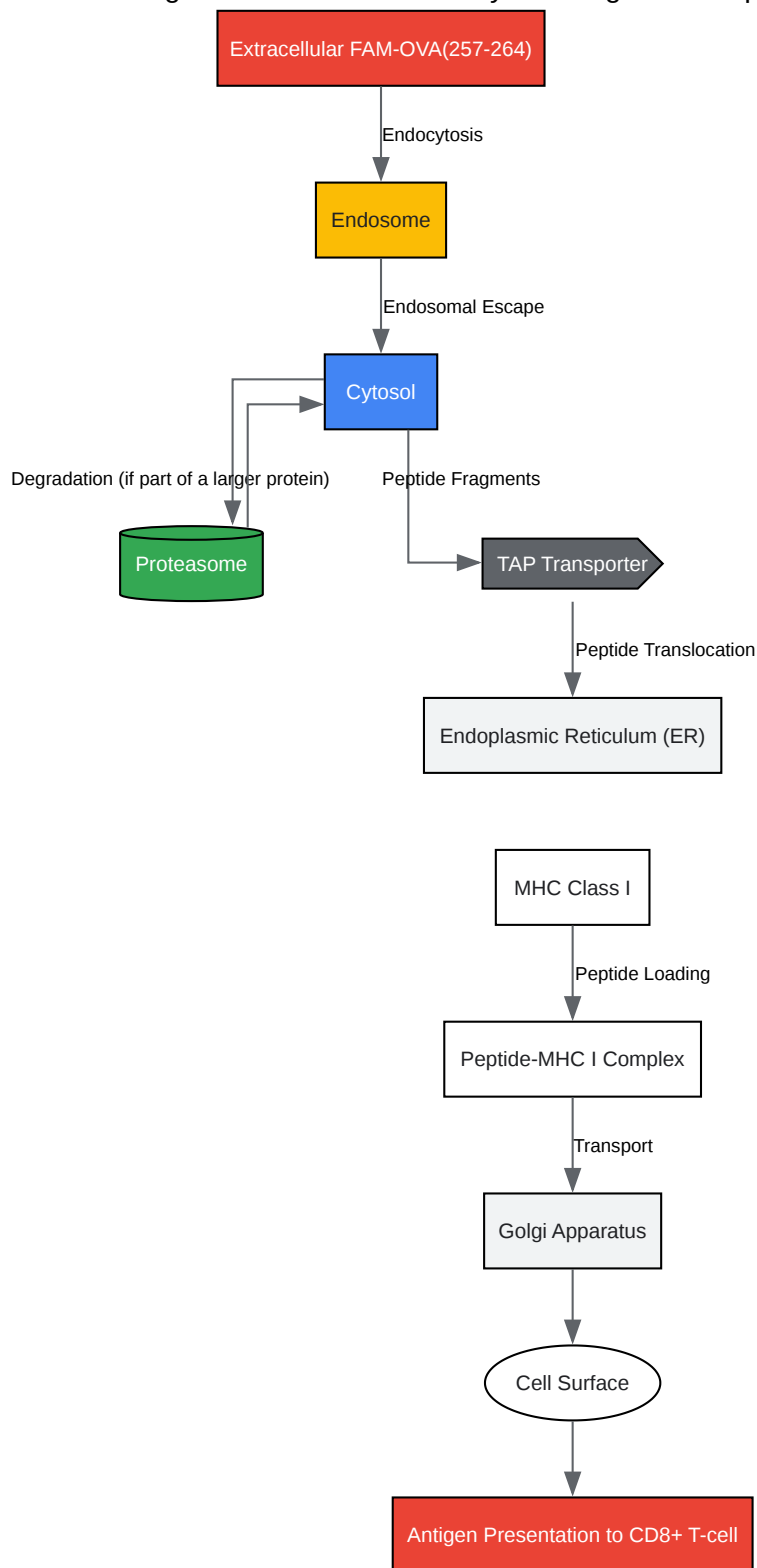 Extracellular FAM-OVA(257-264)
Endocytosis
Endosome
Endosomal Escape
Cytosol
Degradation (if part of a larger protein)
Peptide Fragments
Proteasome
TAP Transporter
Peptide Translocation
Endoplasmic Reticulum (ER)
MHC Class I
Peptide Loading
Peptide-MHC I Complex
Transport
Golgi Apparatus
Cell Surface
Antigen Presentation to CD8+ T-cell